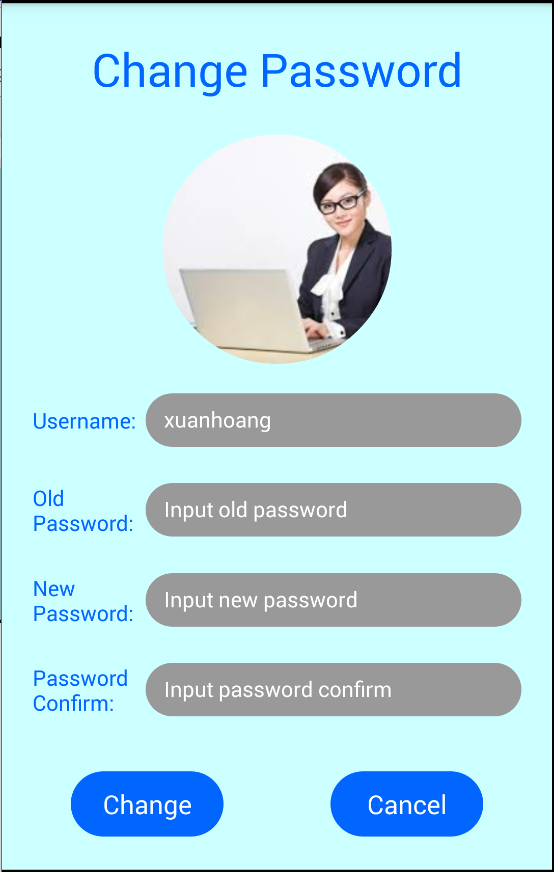 Change Password
Username:
xuanhoang
Old
Password:
Input old password
New
Password:
Input new password
Password
Confirm:
Input password confirm
Change
Cancel